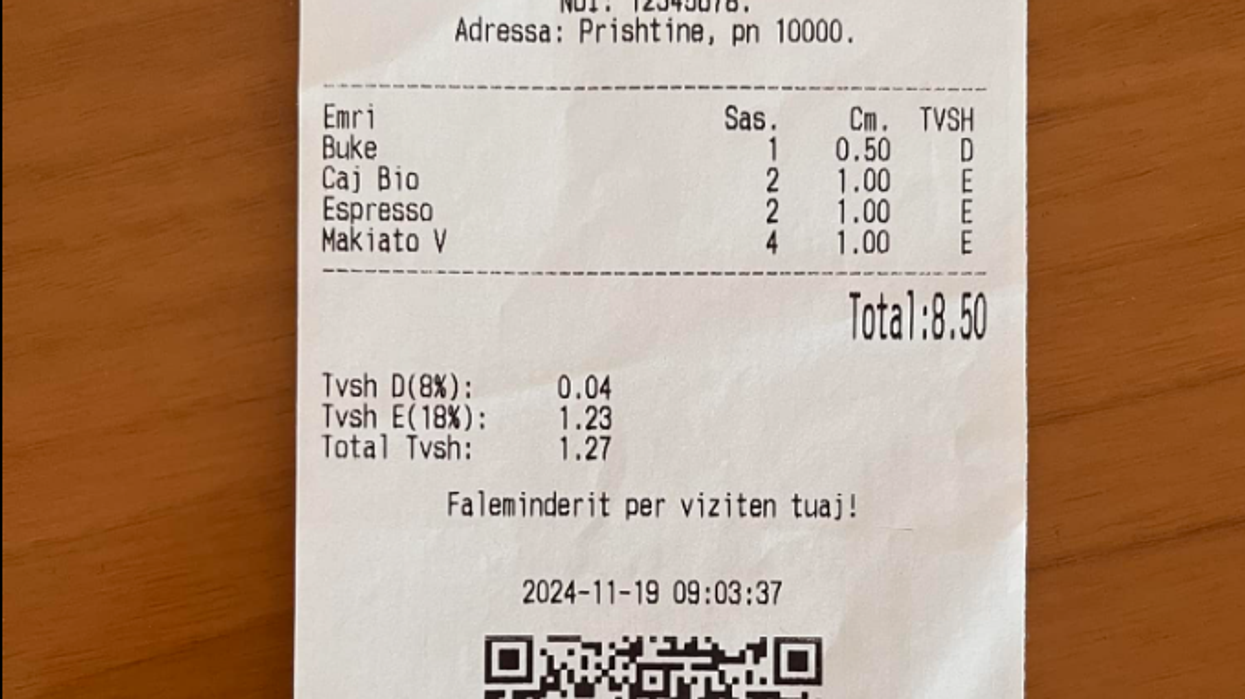 NUI: 12345678.
Adressa: Prishtine, pn 10000.
Emri Sas. Cm. TVSH
Buke 1 0.50 D
Caj Bio 2 1.00 E
Espresso 2 1.00 E
Makiato V 4 1.00 E
Total:8.50
Tvsh D(8%): 0.04
Tvsh E(18%): 1.23
Total Tvsh: 1.27
Faleminderit per viziten tuaj!
2024-11-19 09:03:37